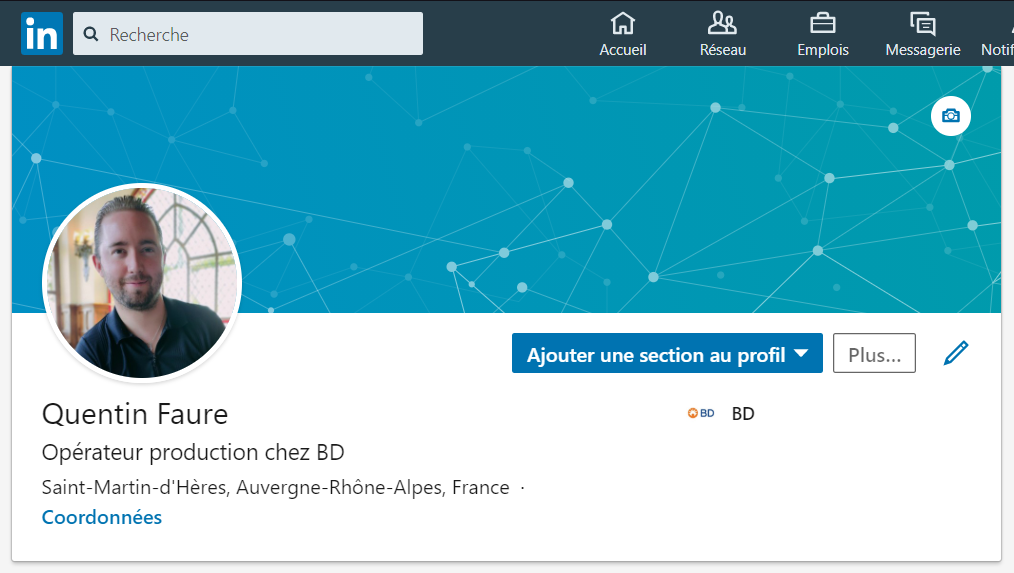 in Recherche
Accueil Réseau Emplois Messagerie Notif
Ajouter une section au profil Plus...
Quentin Faure
BD BD
Opérateur production chez BD
Saint-Martin-d'Hères, Auvergne-Rhône-Alpes, France ·
Coordonnées